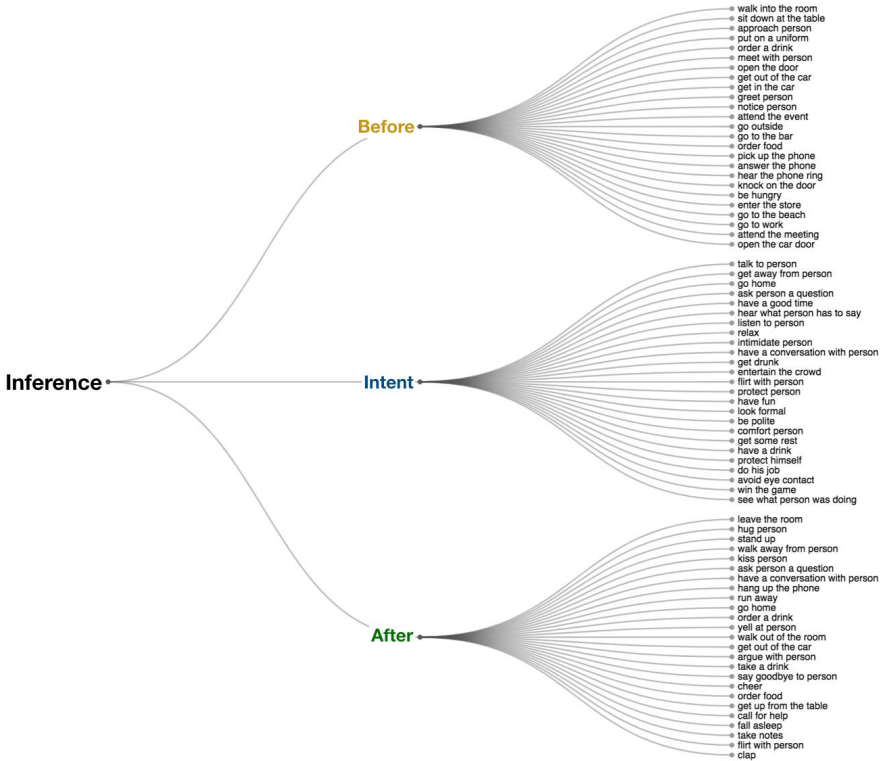 Inference
Before
walk into the room
sit down at the table
approach person
put on a uniform
order a drink
meet with person
open the door
get out of the car
get in the car
greet person
notice person
attend the event
go outside
go to the bar
order food
pick up the phone
answer the phone
hear the phone ring
knock on the door
be hungry
enter the store
go to the beach
go to work
attend the meeting
open the car door
Intent
talk to person
get away from person
go home
ask person a question
have a good time
hear what person has to say
listen to person
relax
intimidate person
have a conversation with person
get drunk
entertain the crowd
flirt with person
protect person
have fun
look formal
be polite
comfort person
get some rest
have a drink
protect himself
do his job
avoid eye contact
win the game
see what person was doing
After
leave the room
hug person
stand up
walk away from person
kiss person
ask person a question
have a conversation with person
hang up the phone
run away
go home
order a drink
yell at person
walk out of the room
get out of the car
argue with person
take a drink
say goodbye to person
cheer
order food
get up from the table
call for help
fall asleep
take notes
flirt with person
clap